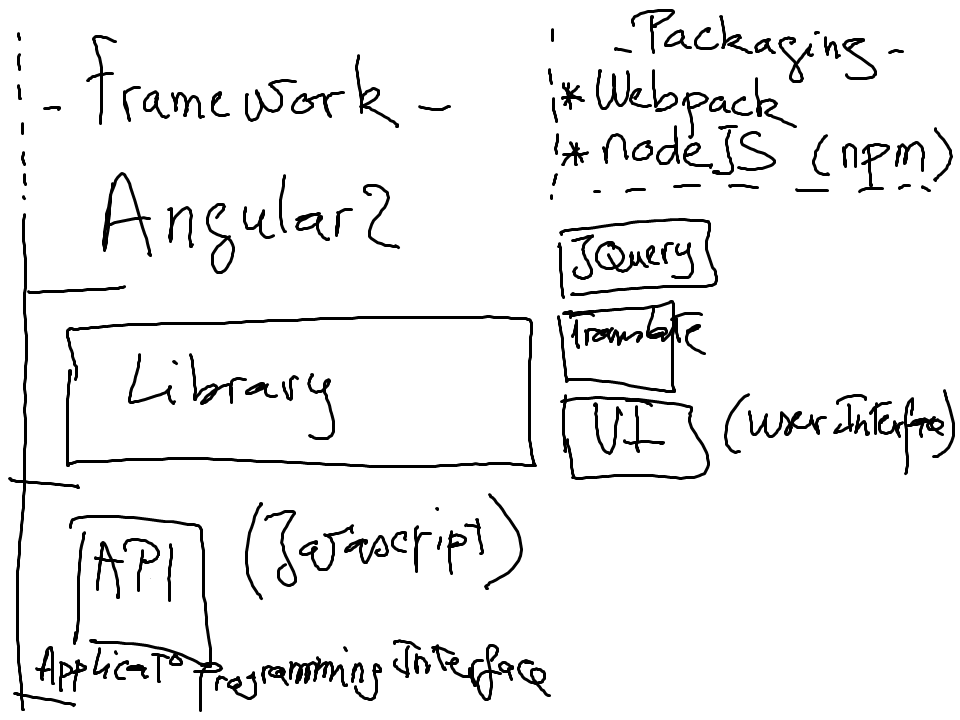 - framework -
Angular2
Library
API (Javascript)
Applicat° Programming Interface
- Packaging -
* Webpack
* nodeJS (npm)
JQuery
Translate
UI (user Interface)